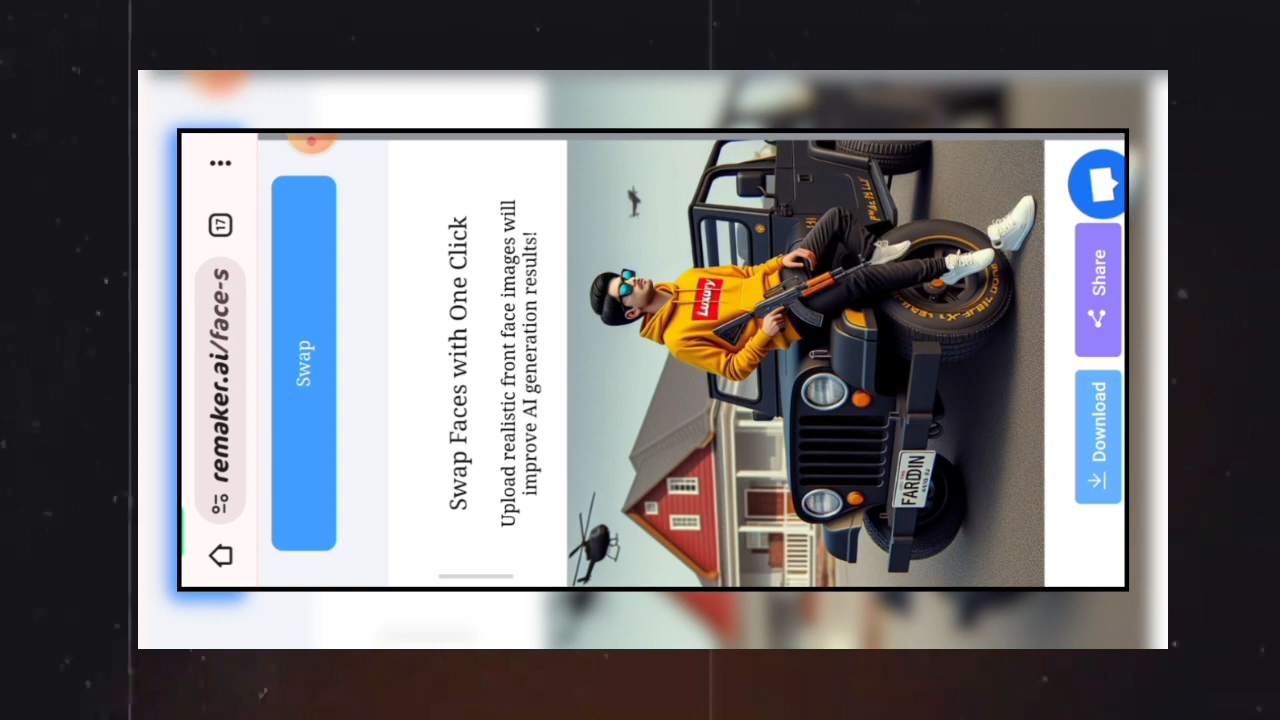 17
remaker.ai/face-s
Swap
Swap Faces with One Click
Upload realistic front face images will
improve AI generation results!
Luxury
FARDIN
Download
Share